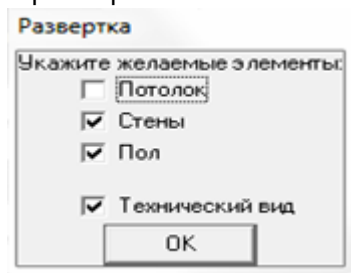 Развертка
Укажите желаемые элементы:
Потолок
Стены
Пол
Технический вид
OK